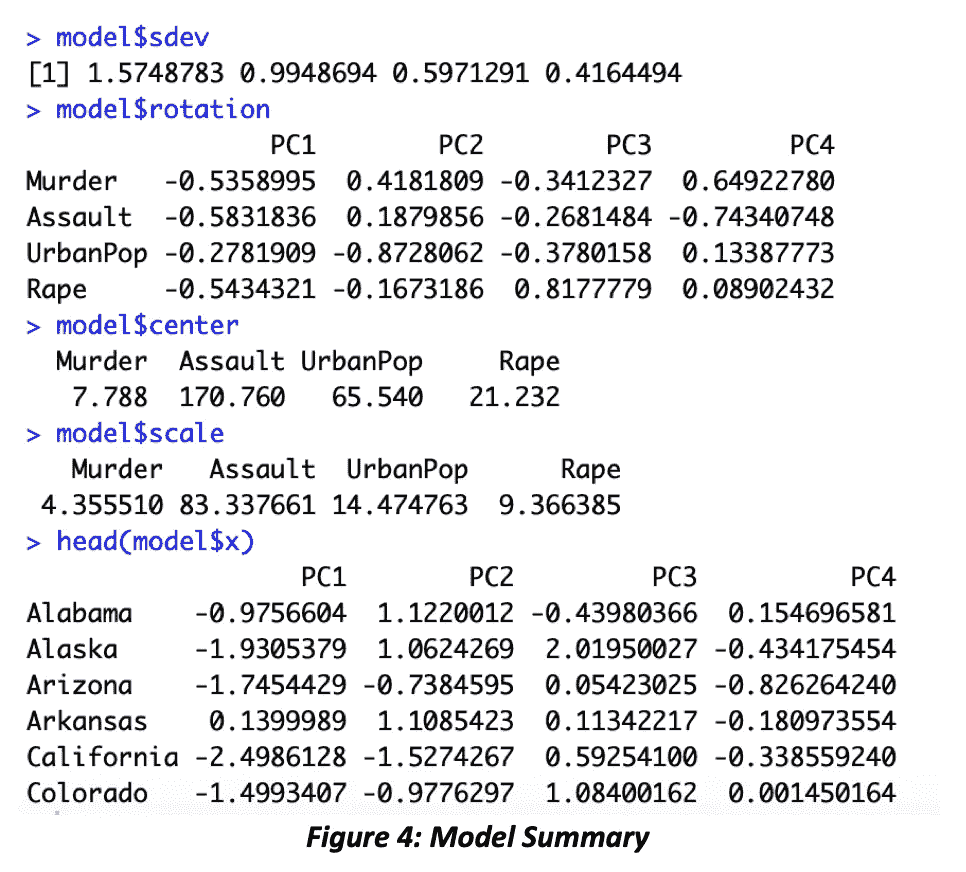 > model$sdev
[1] 1.5748783 0.9948694 0.5971291 0.4164494
> model$rotation
PC1 PC2 PC3 PC4
Murder -0.5358995 0.4181809 -0.3412327 0.64922780
Assault -0.5831836 0.1879856 -0.2681484 -0.74340748
UrbanPop -0.2781909 -0.8728062 -0.3780158 0.13387773
Rape -0.5434321 -0.1673186 0.8177779 0.08902432
> model$center
Murder Assault UrbanPop Rape
7.788 170.760 65.540 21.232
> model$scale
Murder Assault UrbanPop Rape
4.355510 83.337661 14.474763 9.366385
> head(model$x)
PC1 PC2 PC3 PC4
Alabama -0.9756604 1.1220012 -0.43980366 0.154696581
Alaska -1.9305379 1.0624269 2.01950027 -0.434175454
Arizona -1.7454429 -0.7384595 0.05423025 -0.826264240
Arkansas 0.1399989 1.1085423 0.11342217 -0.180973554
California -2.4986128 -1.5274267 0.59254100 -0.338559240
Colorado -1.4993407 -0.9776297 1.08400162 0.001450164
Figure 4: Model Summary